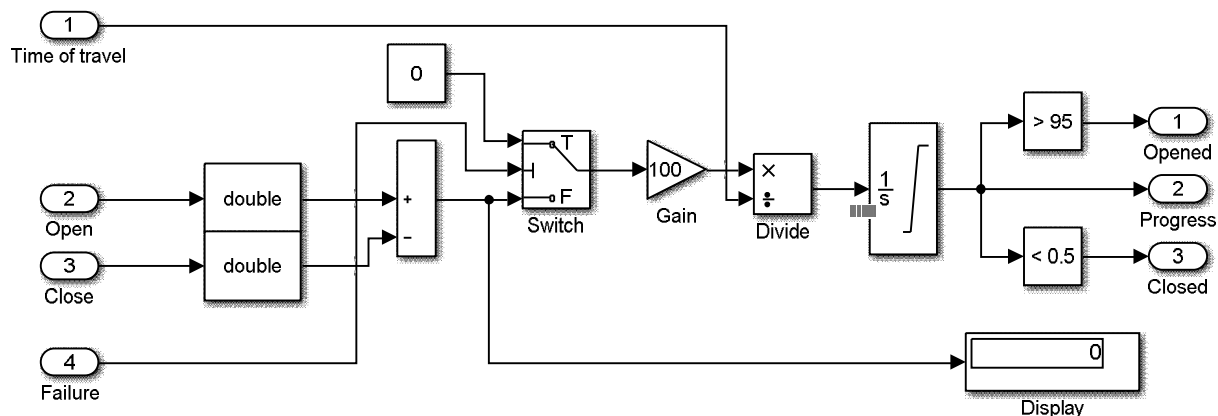 1
Time of travel
0
> 95
1
Opened
T
100
×
÷
Gain
Divide
1
s
2
Progress
2
Open
double
+
F
Switch
3
Close
double
−
< 0.5
3
Closed
4
Failure
0
Display